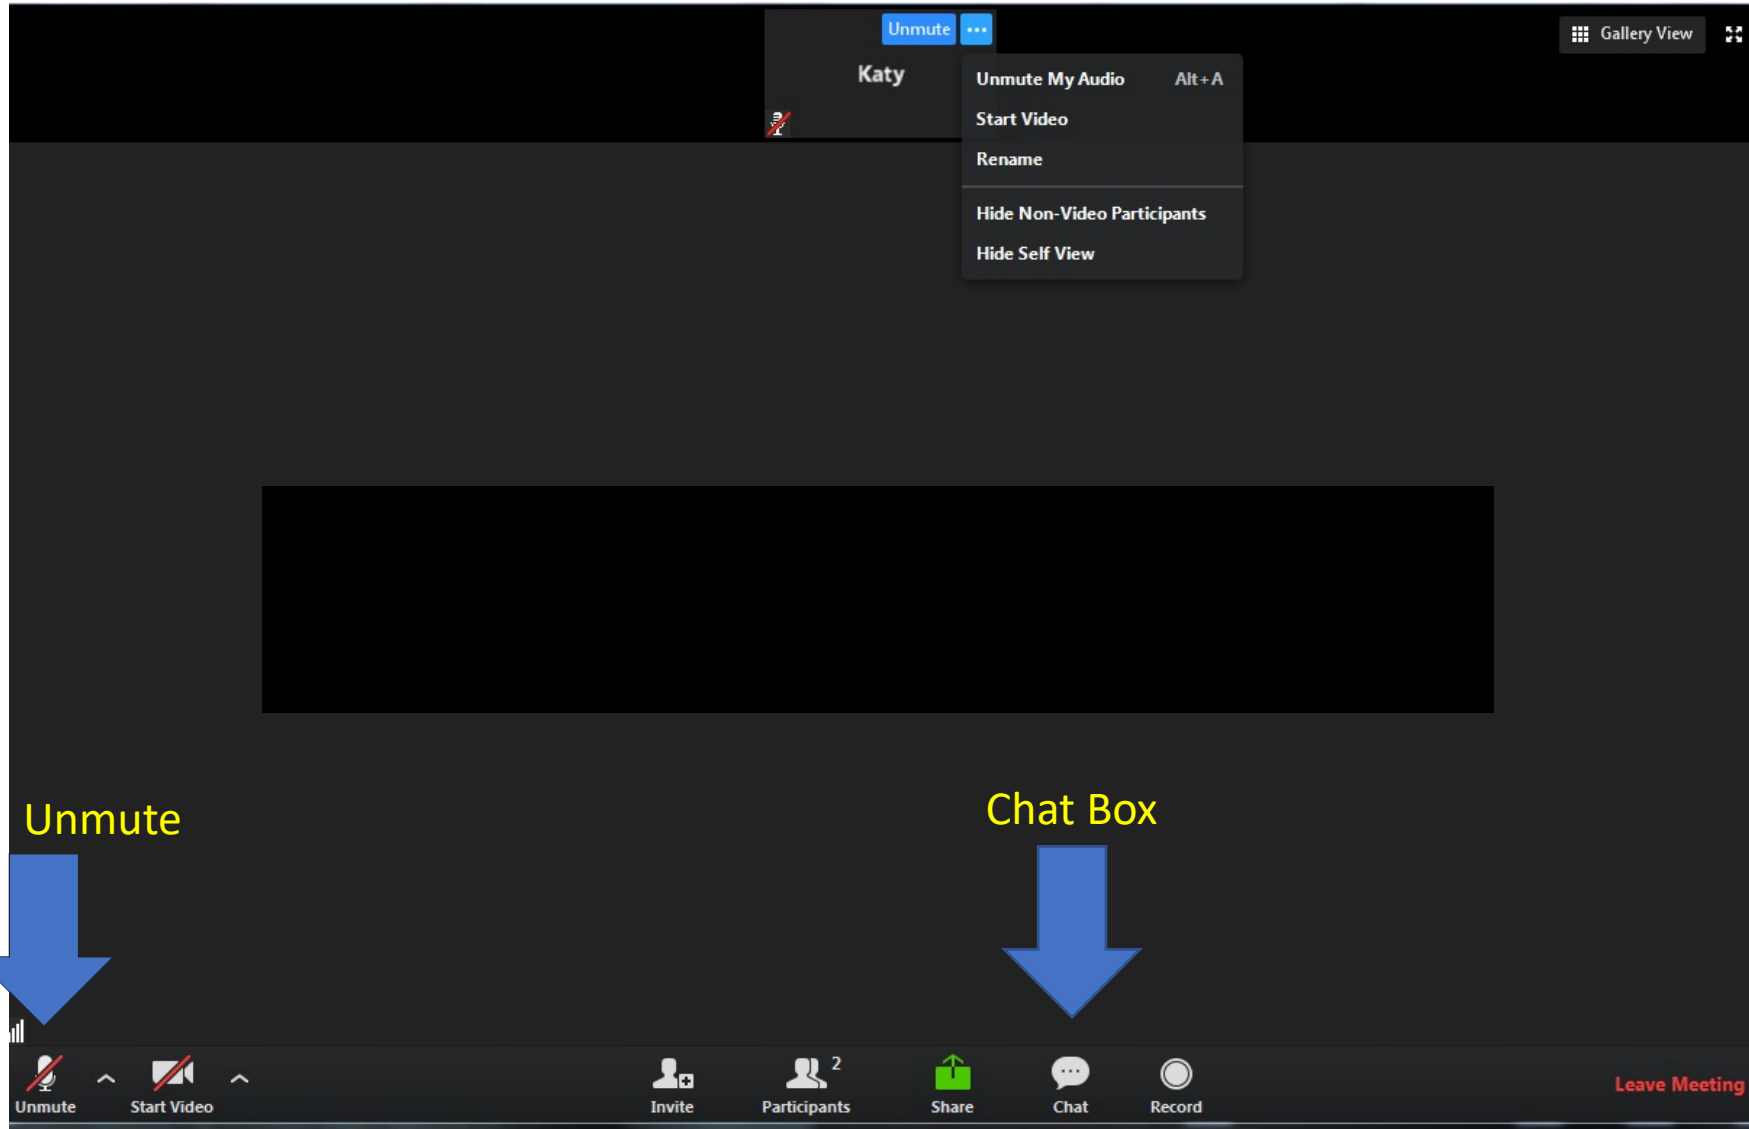 Unmute ...
Gallery View
Katy
Unmute My Audio Alt+A
Start Video
Rename
Hide Non-Video Participants
Hide Self View
Unmute
Chat Box
2
Unmute Start Video Invite Participants Share Chat Record Leave Meeting